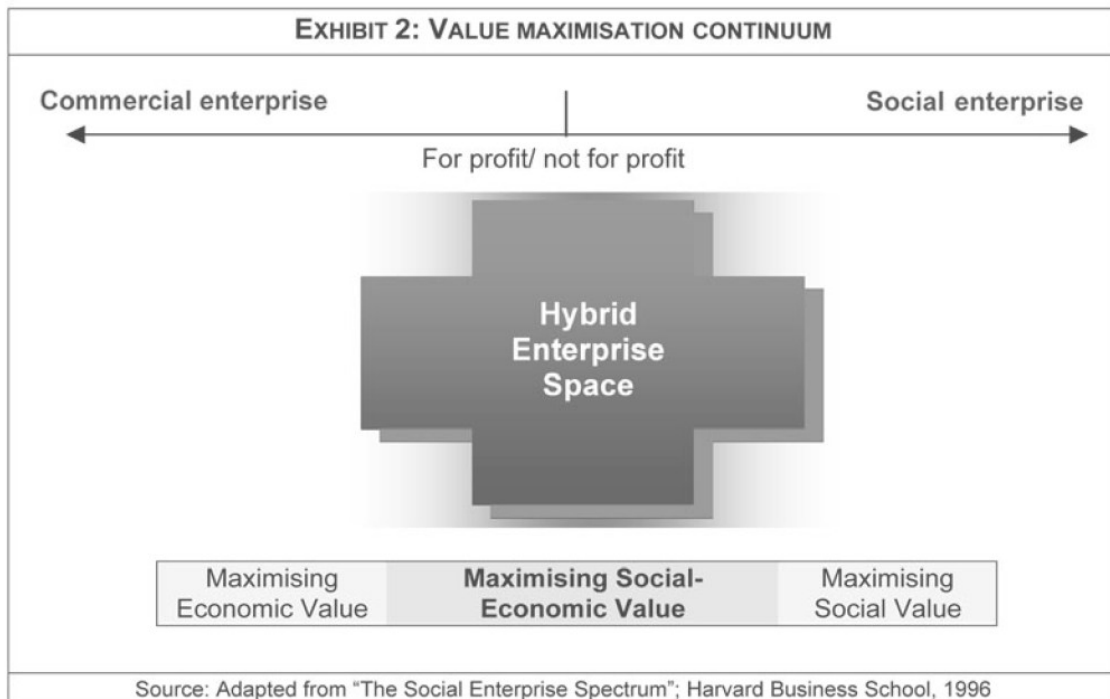 EXHIBIT 2: VALUE MAXIMISATION CONTINUUM
Commercial enterprise
Social enterprise
For profit/ not for profit
Hybrid
Enterprise
Space
Maximising
Economic Value
Maximising Social-
Economic Value
Maximising
Social Value
Source: Adapted from “The Social Enterprise Spectrum”; Harvard Business School, 1996